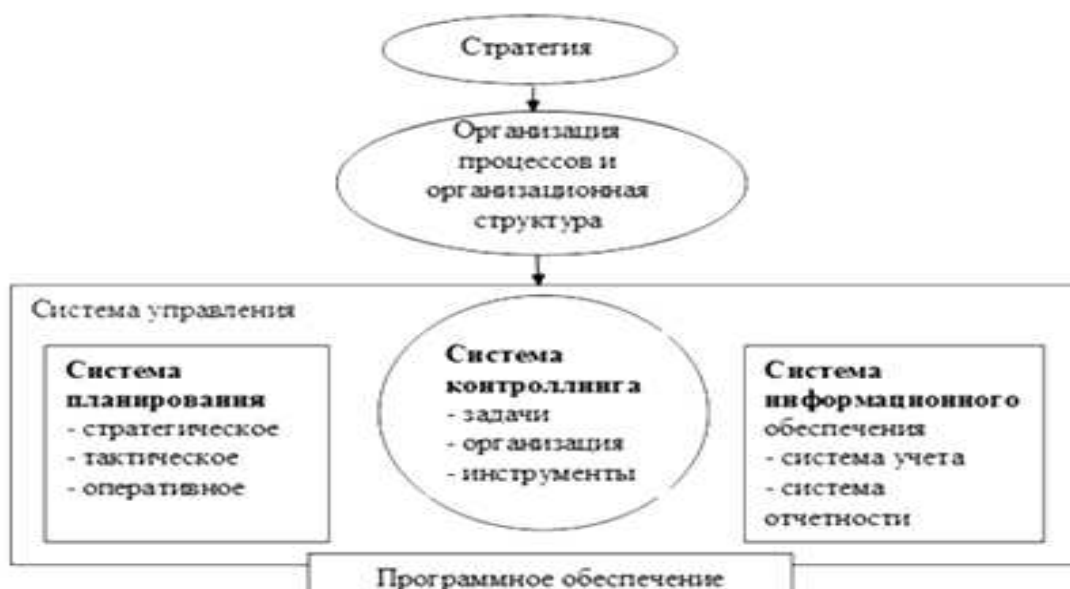 Стратегия
Организация
процессов и
организационная
структура
Система управления
Система
планирования
- стратегическое
- тактическое
- оперативное
Система
контроллинга
- задачи
- организация
- инструменты
Система
информационного
обеспечения
- система учета
- система
отчетности
Программное обеспечение